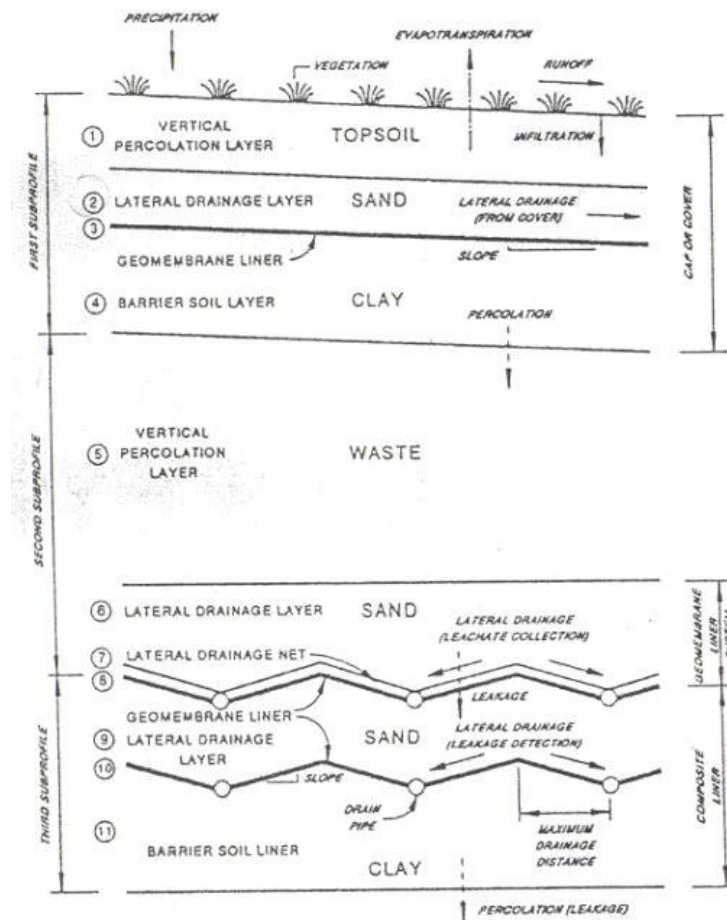 PRECIPITATION
EVAPOTRANSPIRATION
VEGETATION
RUNOFF
① VERTICAL
PERCOLATION LAYER
TOPSOIL
INFILTRATION
② LATERAL DRAINAGE LAYER
SAND
LATERAL DRAINAGE
(FROM COVER)
③
GEOMEMBRANE LINER
SLOPE
④ BARRIER SOIL LAYER
CLAY
PERCOLATION
FIRST SUBPROFILE
CAP OR COVER
⑤ VERTICAL
PERCOLATION
LAYER
WASTE
SECOND SUBPROFILE
⑥ LATERAL DRAINAGE LAYER
SAND
LATERAL DRAINAGE
(LEACHATE COLLECTION)
⑦ LATERAL DRAINAGE NET
⑧
LEAKAGE
GEOMEMBRANE
LINER
GEOMEMBRANE LINER
⑨ LATERAL DRAINAGE
LAYER
SAND
LATERAL DRAINAGE
(LEAKAGE DETECTION)
⑩
SLOPE
DRAIN
PIPE
MAXIMUM
DRAINAGE
DISTANCE
⑪
BARRIER SOIL LINER
CLAY
THIRD SUBPROFILE
COMPOSITE
LINER
PERCOLATION (LEAKAGE)